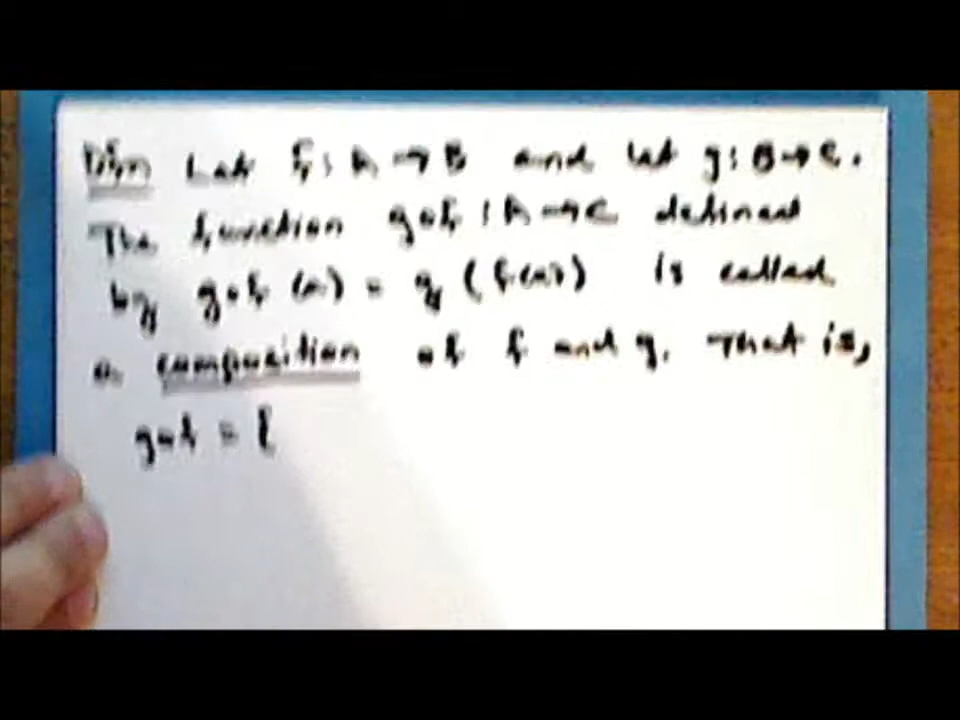 Defn Let f : A → B and let g : B → C.
The function g∘f : A → C defined
by g∘f (a) = g (f(a)) is called
a composition of f and g. That is,
g∘f = {